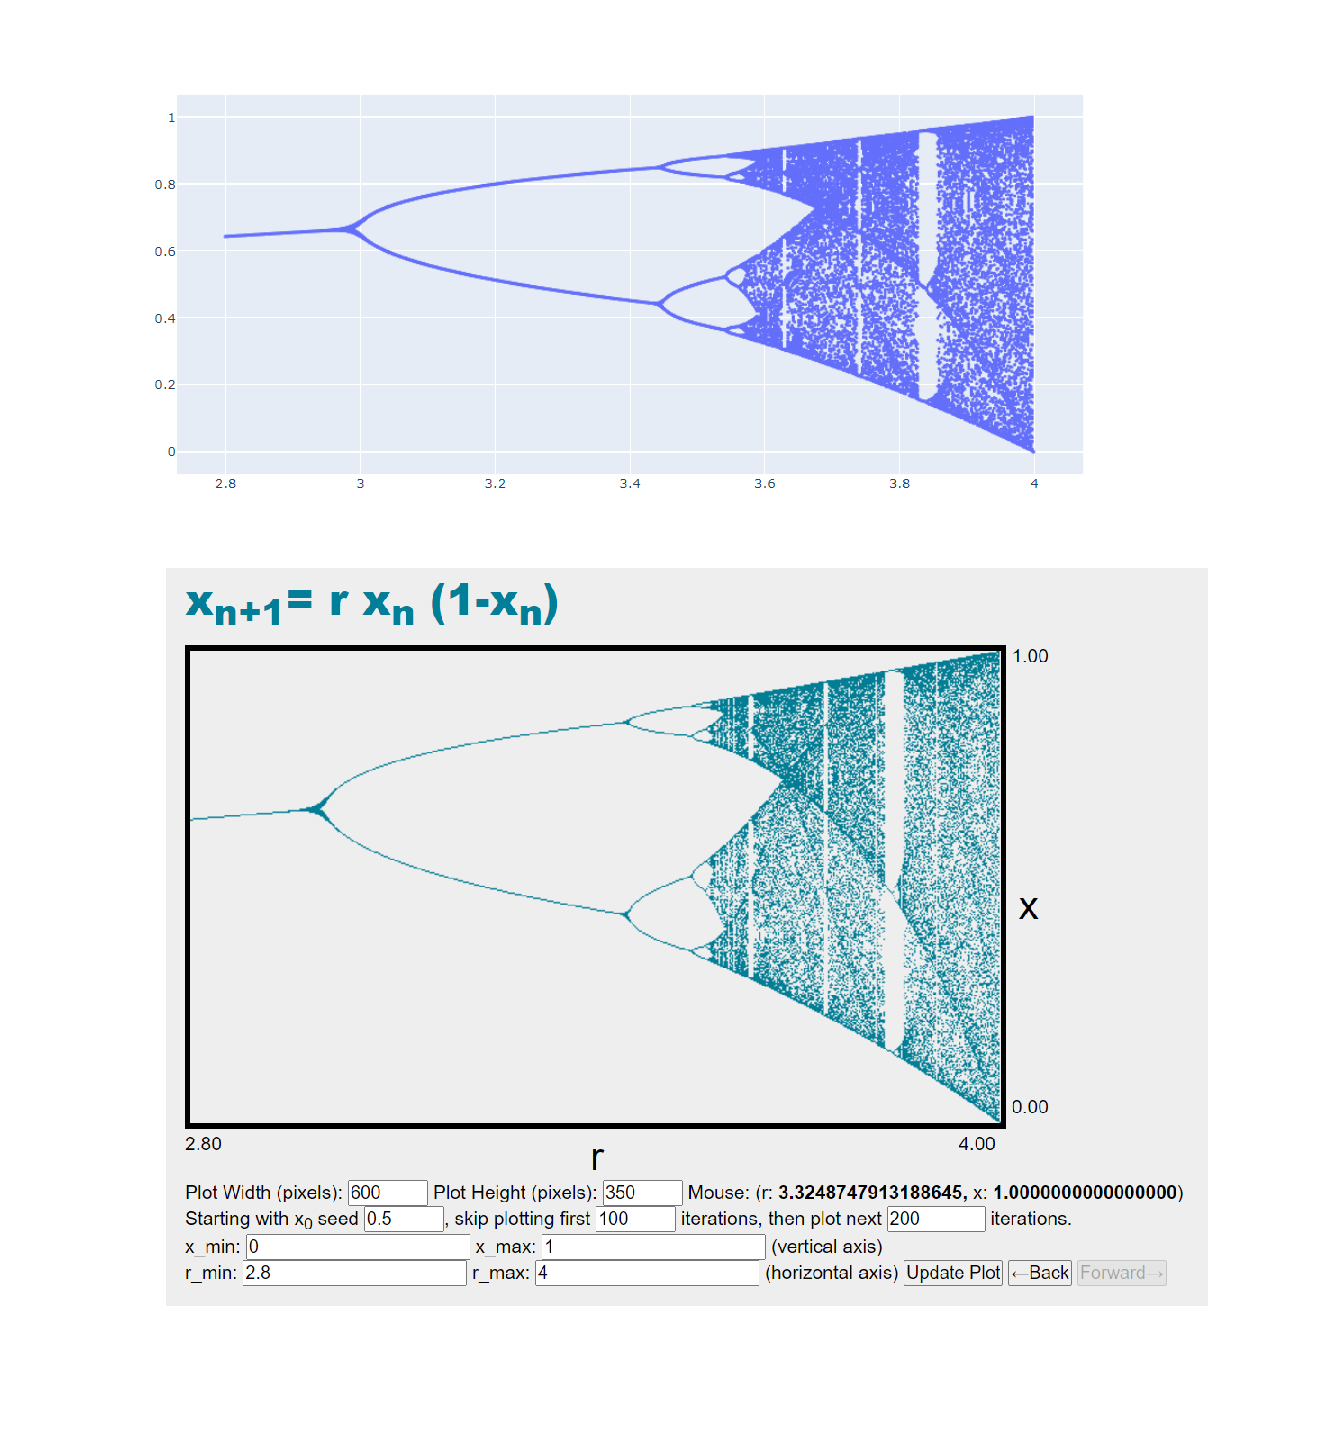 1
0.8
0.6
0.4
0.2
0
2.8 3 3.2 3.4 3.6 3.8 4
xn+1= r xn (1-xn)
1.00
x
0.00
2.80 4.00
r
Plot Width (pixels): 600 Plot Height (pixels): 350 Mouse: (r: 3.3248747913188645, x: 1.0000000000000000)
Starting with x0 seed 0.5, skip plotting first 100 iterations, then plot next 200 iterations.
x_min: 0 x_max: 1 (vertical axis)
r_min: 2.8 r_max: 4 (horizontal axis) Update Plot ←Back Forward→